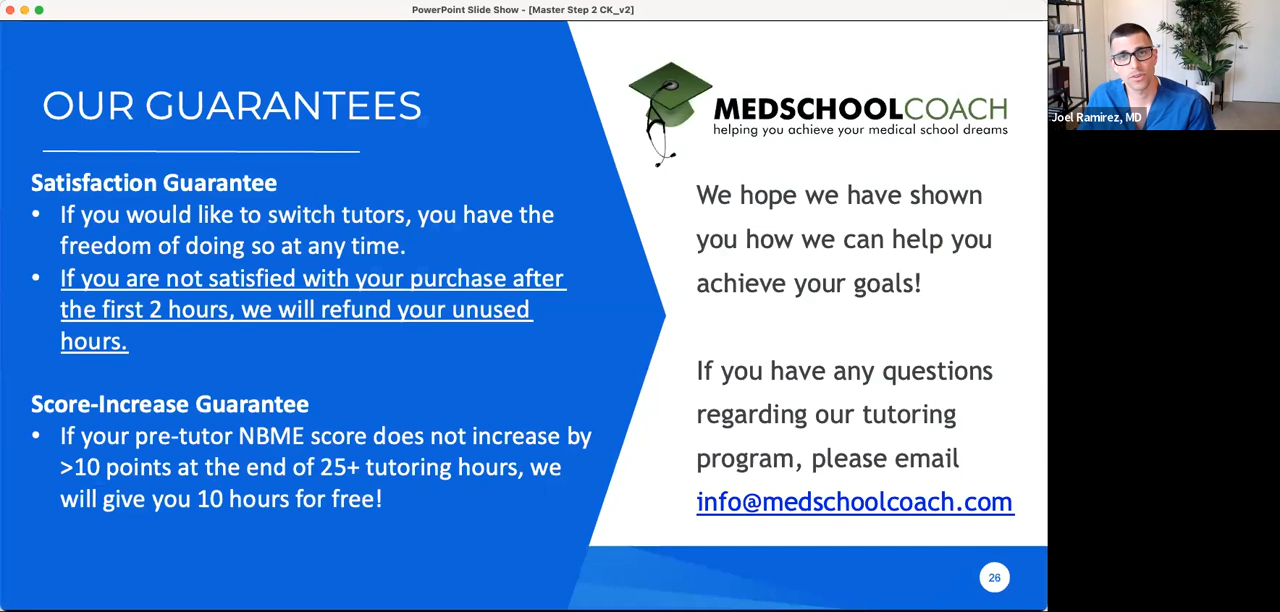 PowerPoint Slide Show - [Master Step 2 CK_v2]
OUR GUARANTEES
Satisfaction Guarantee
• If you would like to switch tutors, you have the
freedom of doing so at any time.
• If you are not satisfied with your purchase after
the first 2 hours, we will refund your unused
hours.
Score-Increase Guarantee
• If your pre-tutor NBME score does not increase by
>10 points at the end of 25+ tutoring hours, we
will give you 10 hours for free!
MEDSCHOOLCOACH
helping you achieve your medical school dreams
We hope we have shown
you how we can help you
achieve your goals!
If you have any questions
regarding our tutoring
program, please email
info@medschoolcoach.com
26
Joel Ramirez, MD